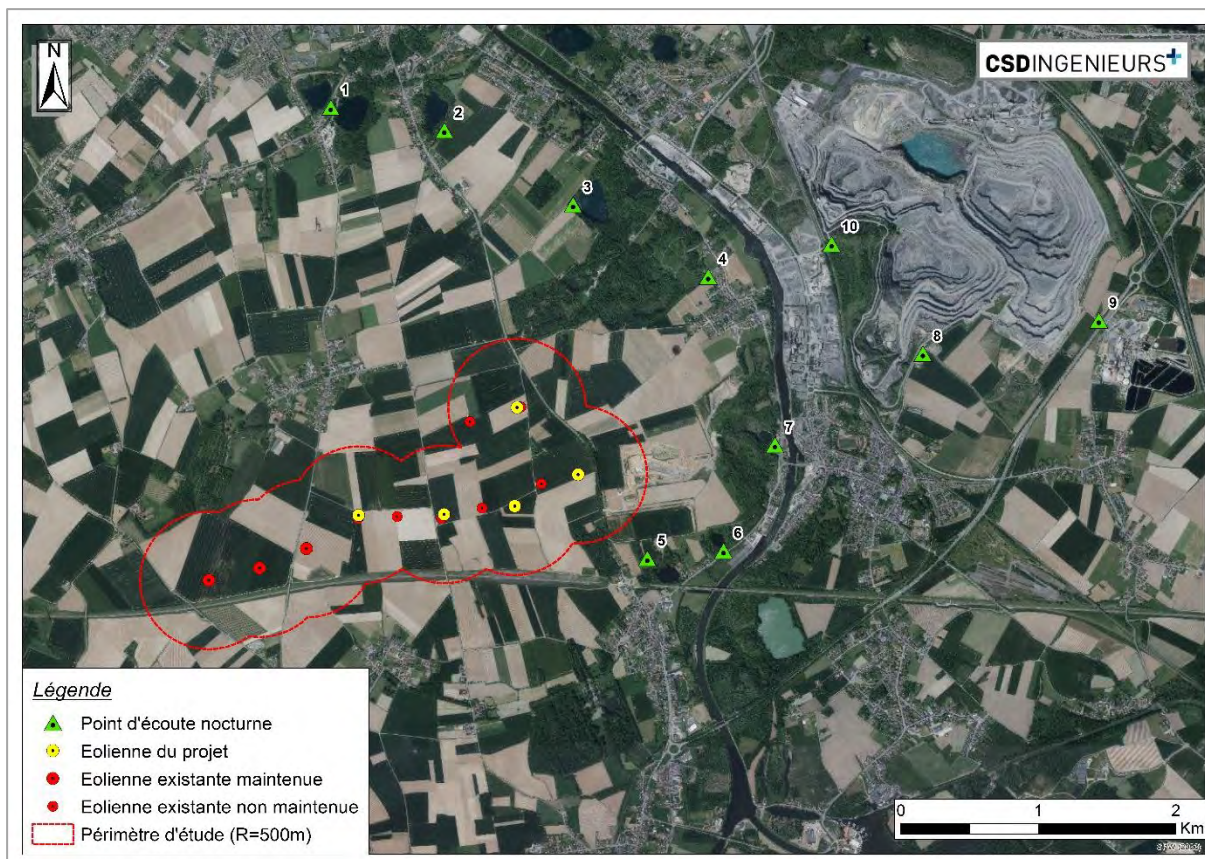 N
CSDINGENIEURS+
1
2
3
10
4
9
8
7
6
5
Légende
Point d'écoute nocturne
Eolienne du projet
Eolienne existante maintenue
Eolienne existante non maintenue
Périmètre d'étude (R=500m)
0 1 2
Km